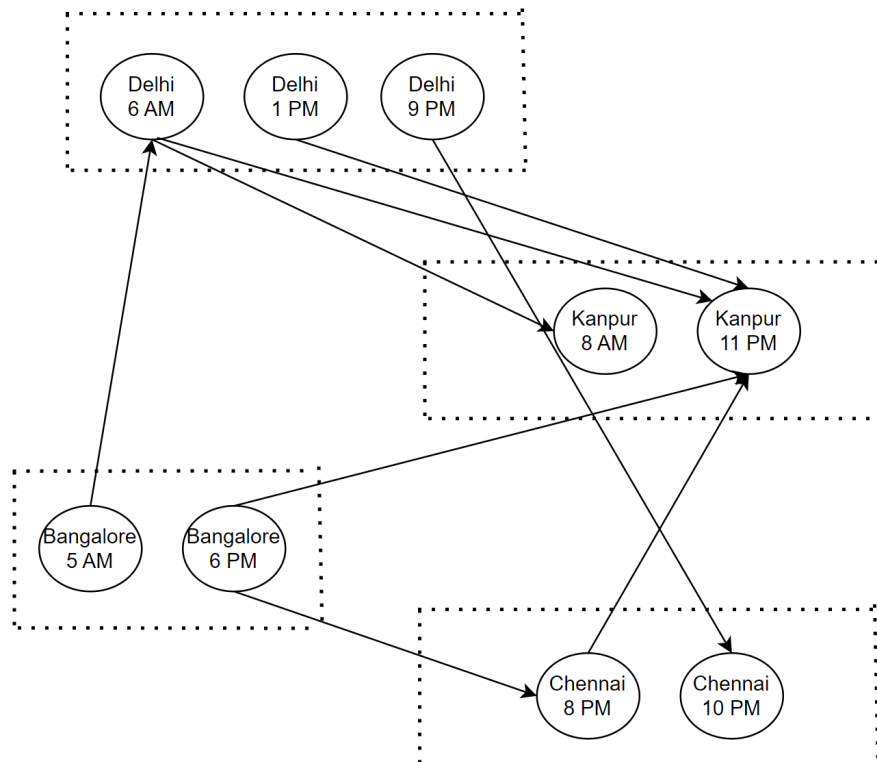 Delhi
6 AM
Delhi
1 PM
Delhi
9 PM
Kanpur
8 AM
Kanpur
11 PM
Bangalore
5 AM
Bangalore
6 PM
Chennai
8 PM
Chennai
10 PM